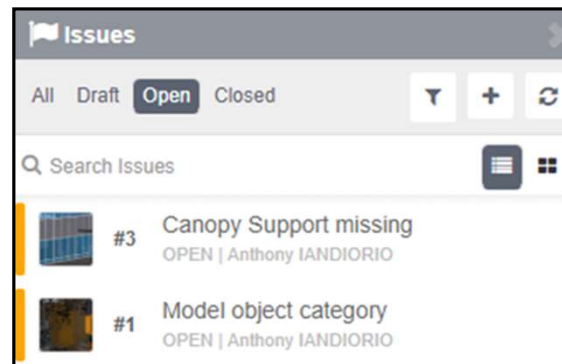 Issues
All Draft Open Closed
Search Issues
#3 Canopy Support missing
OPEN | Anthony IANDIORIO
#1 Model object category
OPEN | Anthony IANDIORIO